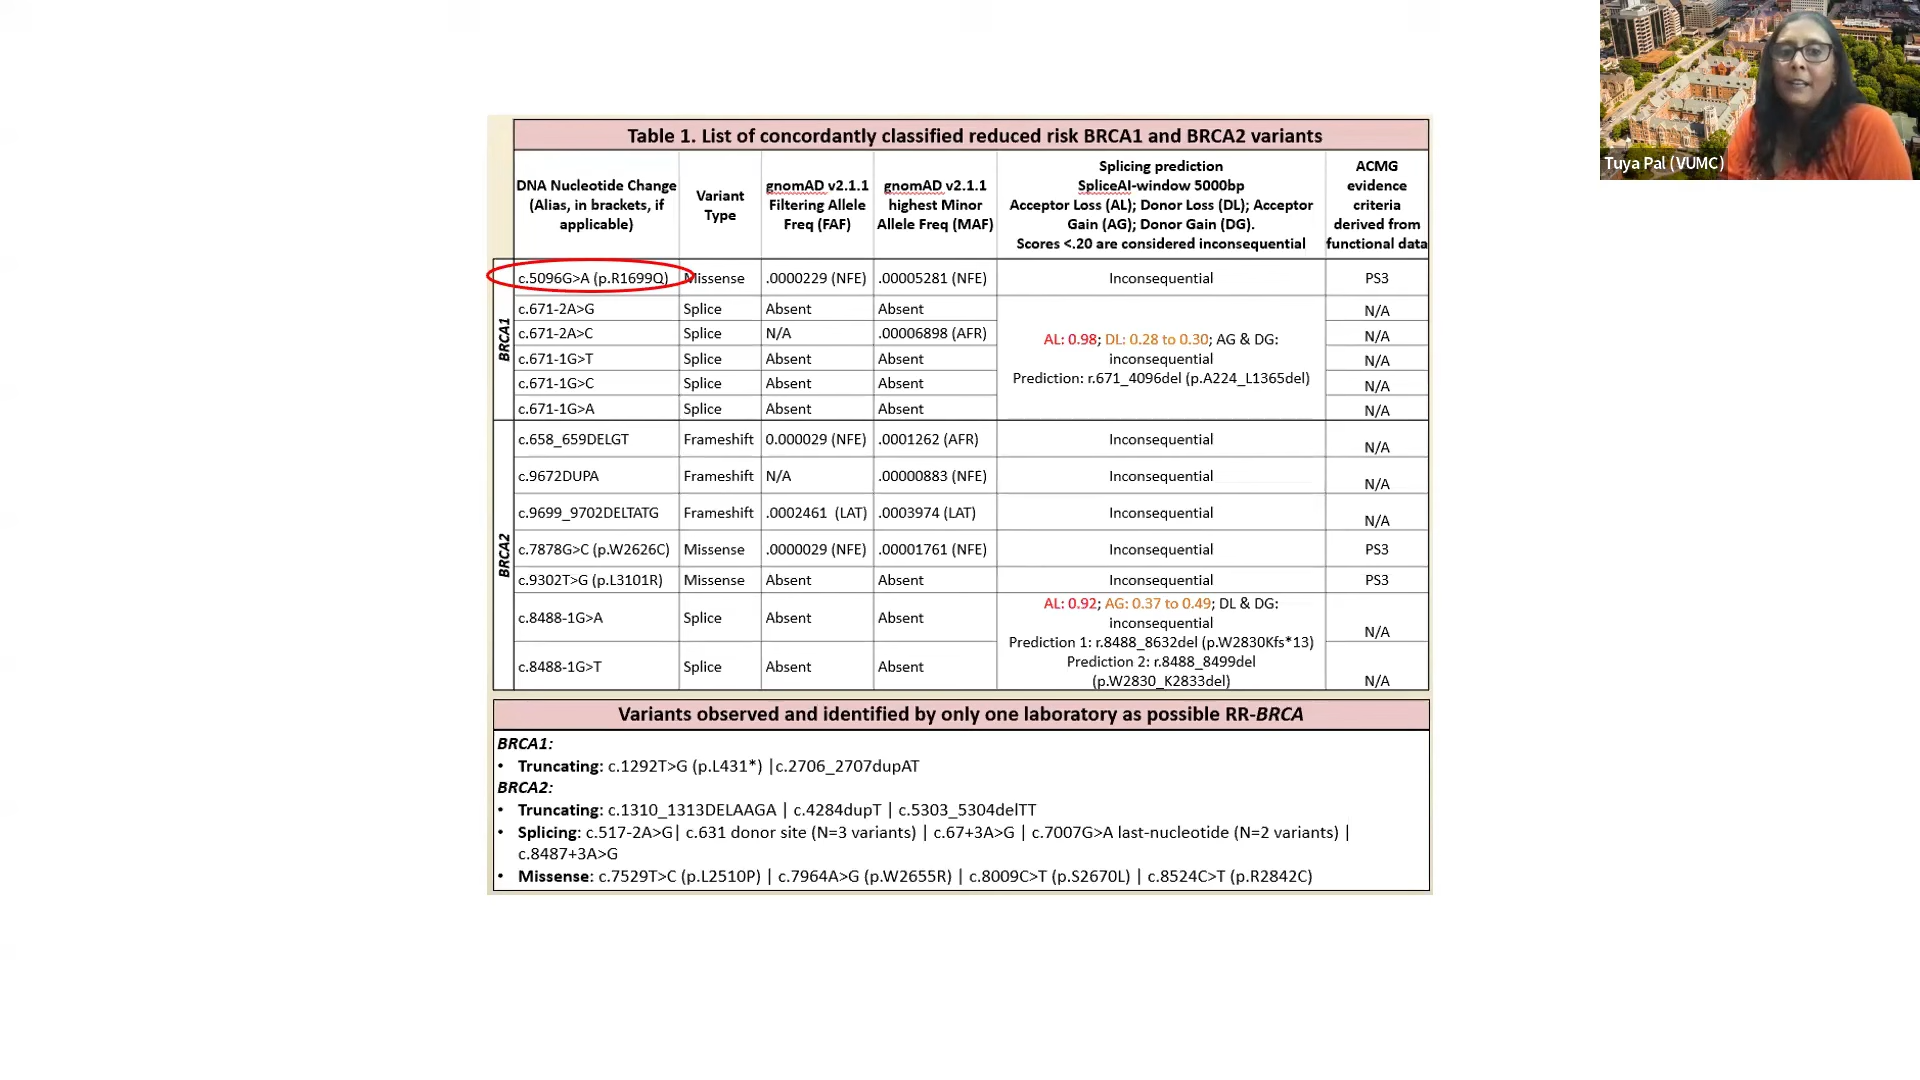 Tuya Pal (VUMC)
Table 1. List of concordantly classified reduced risk BRCA1 and BRCA2 variants
DNA Nucleotide Change (Alias, in brackets, if applicable)
Variant Type
gnomAD v2.1.1 Filtering Allele Freq (FAF)
gnomAD v2.1.1 highest Minor Allele Freq (MAF)
Splicing prediction
SpliceAI-window 5000bp
Acceptor Loss (AL); Donor Loss (DL); Acceptor Gain (AG); Donor Gain (DG).
Scores <.20 are considered inconsequential
ACMG evidence criteria derived from functional data
BRCA1
c.5096G>A (p.R1699Q) Missense .0000229 (NFE) .00005281 (NFE) Inconsequential PS3
c.671-2A>G Splice Absent Absent N/A
c.671-2A>C Splice N/A .00006898 (AFR) N/A
c.671-1G>T Splice Absent Absent N/A
c.671-1G>C Splice Absent Absent N/A
c.671-1G>A Splice Absent Absent N/A
AL: 0.98; DL: 0.28 to 0.30; AG & DG:
inconsequential
Prediction: r.671_4096del (p.A224_L1365del)
BRCA2
c.658_659DELGT Frameshift 0.000029 (NFE) .0001262 (AFR) Inconsequential N/A
c.9672DUPA Frameshift N/A .00000883 (NFE) Inconsequential N/A
c.9699_9702DELTATG Frameshift .0002461 (LAT) .0003974 (LAT) Inconsequential N/A
c.7878G>C (p.W2626C) Missense .0000029 (NFE) .00001761 (NFE) Inconsequential PS3
c.9302T>G (p.L3101R) Missense Absent Absent Inconsequential PS3
c.8488-1G>A Splice Absent Absent N/A
c.8488-1G>T Splice Absent Absent N/A
AL: 0.92; AG: 0.37 to 0.49; DL & DG:
inconsequential
Prediction 1: r.8488_8632del (p.W2830Kfs*13)
Prediction 2: r.8488_8499del
(p.W2830_K2833del)
Variants observed and identified by only one laboratory as possible RR-BRCA
BRCA1:
• Truncating: c.1292T>G (p.L431*) |c.2706_2707dupAT
BRCA2:
• Truncating: c.1310_1313DELAAGA | c.4284dupT | c.5303_5304delTT
• Splicing: c.517-2A>G| c.631 donor site (N=3 variants) | c.67+3A>G | c.7007G>A last-nucleotide (N=2 variants) |
c.8487+3A>G
• Missense: c.7529T>C (p.L2510P) | c.7964A>G (p.W2655R) | c.8009C>T (p.S2670L) | c.8524C>T (p.R2842C)